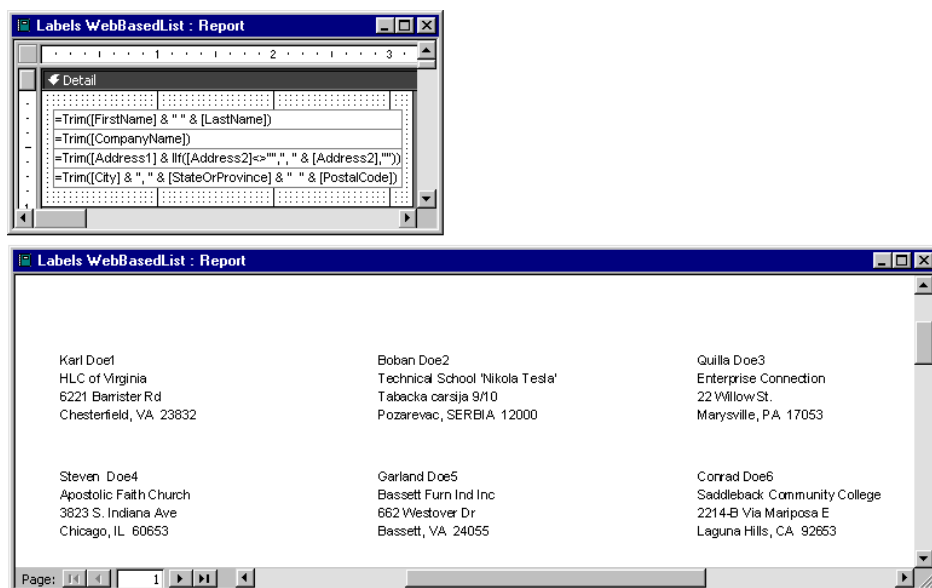 Labels WebBasedList : Report
1 2 3
Detail
=Trim([FirstName] & " " & [LastName])
=Trim([CompanyName])
=Trim([Address1] & IIf([Address2]<>"",", " & [Address2],""))
=Trim([City] & ", " & [StateOrProvince] & "  " & [PostalCode])
1
Labels WebBasedList : Report
Karl Doe1 Boban Doe2 Quilla Doe3
HLC of Virginia Technical School 'Nikola Tesla' Enterprise Connection
6221 Barrister Rd Tabacka carsija 9/10 22 Willow St.
Chesterfield, VA  23832 Pozarevac, SERBIA  12000 Marysville, PA  17053
Steven  Doe4 Garland Doe5 Conrad Doe6
Apostolic Faith Church Bassett Furn Ind Inc Saddleback Community College
3823 S. Indiana Ave 662 Westover Dr 2214-B Via Mariposa E
Chicago, IL  60653 Bassett, VA  24055 Laguna Hills, CA  92653
Page: 1